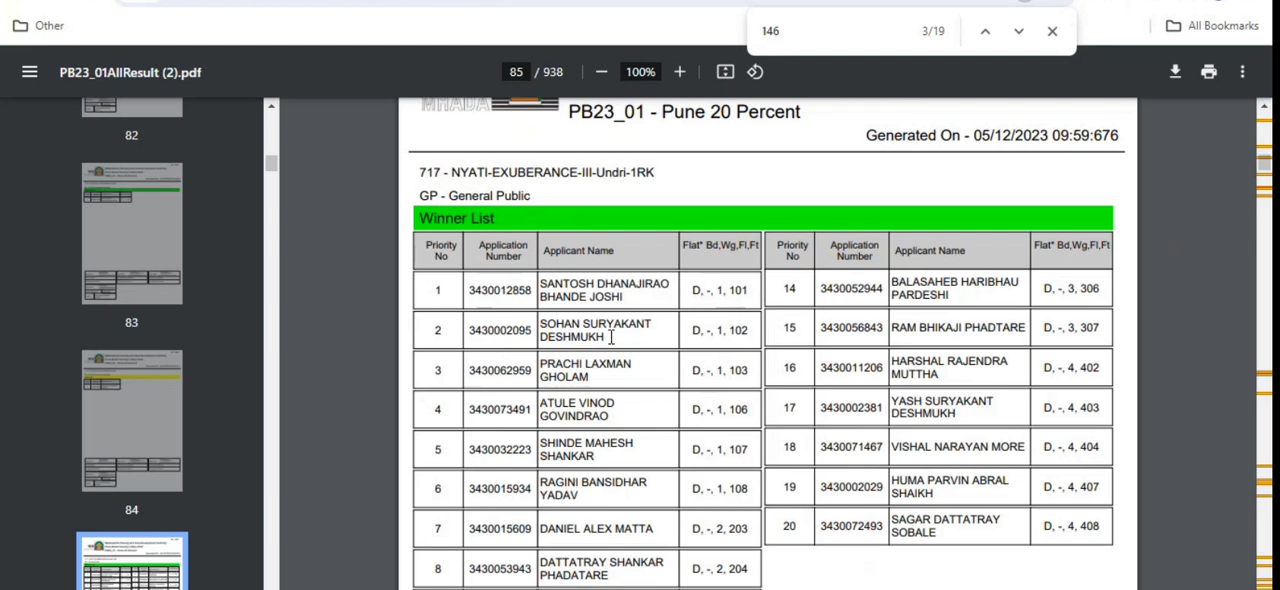 Other
146
3/19
All Bookmarks
PB23_01AllResult (2).pdf
85 / 938
100%
82
83
84
MHADA
PB23_01 - Pune 20 Percent
Generated On - 05/12/2023 09:59:676
717 - NYATI-EXUBERANCE-III-Undri-1RK
GP - General Public
Winner List
Priority No Application Number Applicant Name Flat* Bd,Wg,Fl,Ft
1 3430012858 SANTOSH DHANAJIRAO BHANDE JOSHI D, -, 1, 101
2 3430002095 SOHAN SURYAKANT DESHMUKH D, -, 1, 102
3 3430062959 PRACHI LAXMAN GHOLAM D, -, 1, 103
4 3430073491 ATULE VINOD GOVINDRAO D, -, 1, 106
5 3430032223 SHINDE MAHESH SHANKAR D, -, 1, 107
6 3430015934 RAGINI BANSIDHAR YADAV D, -, 1, 108
7 3430015609 DANIEL ALEX MATTA D, -, 2, 203
8 3430053943 DATTATRAY SHANKAR PHADATARE D, -, 2, 204
Priority No Application Number Applicant Name Flat* Bd,Wg,Fl,Ft
14 3430052944 BALASAHEB HARIBHAU PARDESHI D, -, 3, 306
15 3430056843 RAM BHIKAJI PHADTARE D, -, 3, 307
16 3430011206 HARSHAL RAJENDRA MUTTHA D, -, 4, 402
17 3430002381 YASH SURYAKANT DESHMUKH D, -, 4, 403
18 3430071467 VISHAL NARAYAN MORE D, -, 4, 404
19 3430002029 HUMA PARVIN ABRAL SHAIKH D, -, 4, 407
20 3430072493 SAGAR DATTATRAY SOBALE D, -, 4, 408